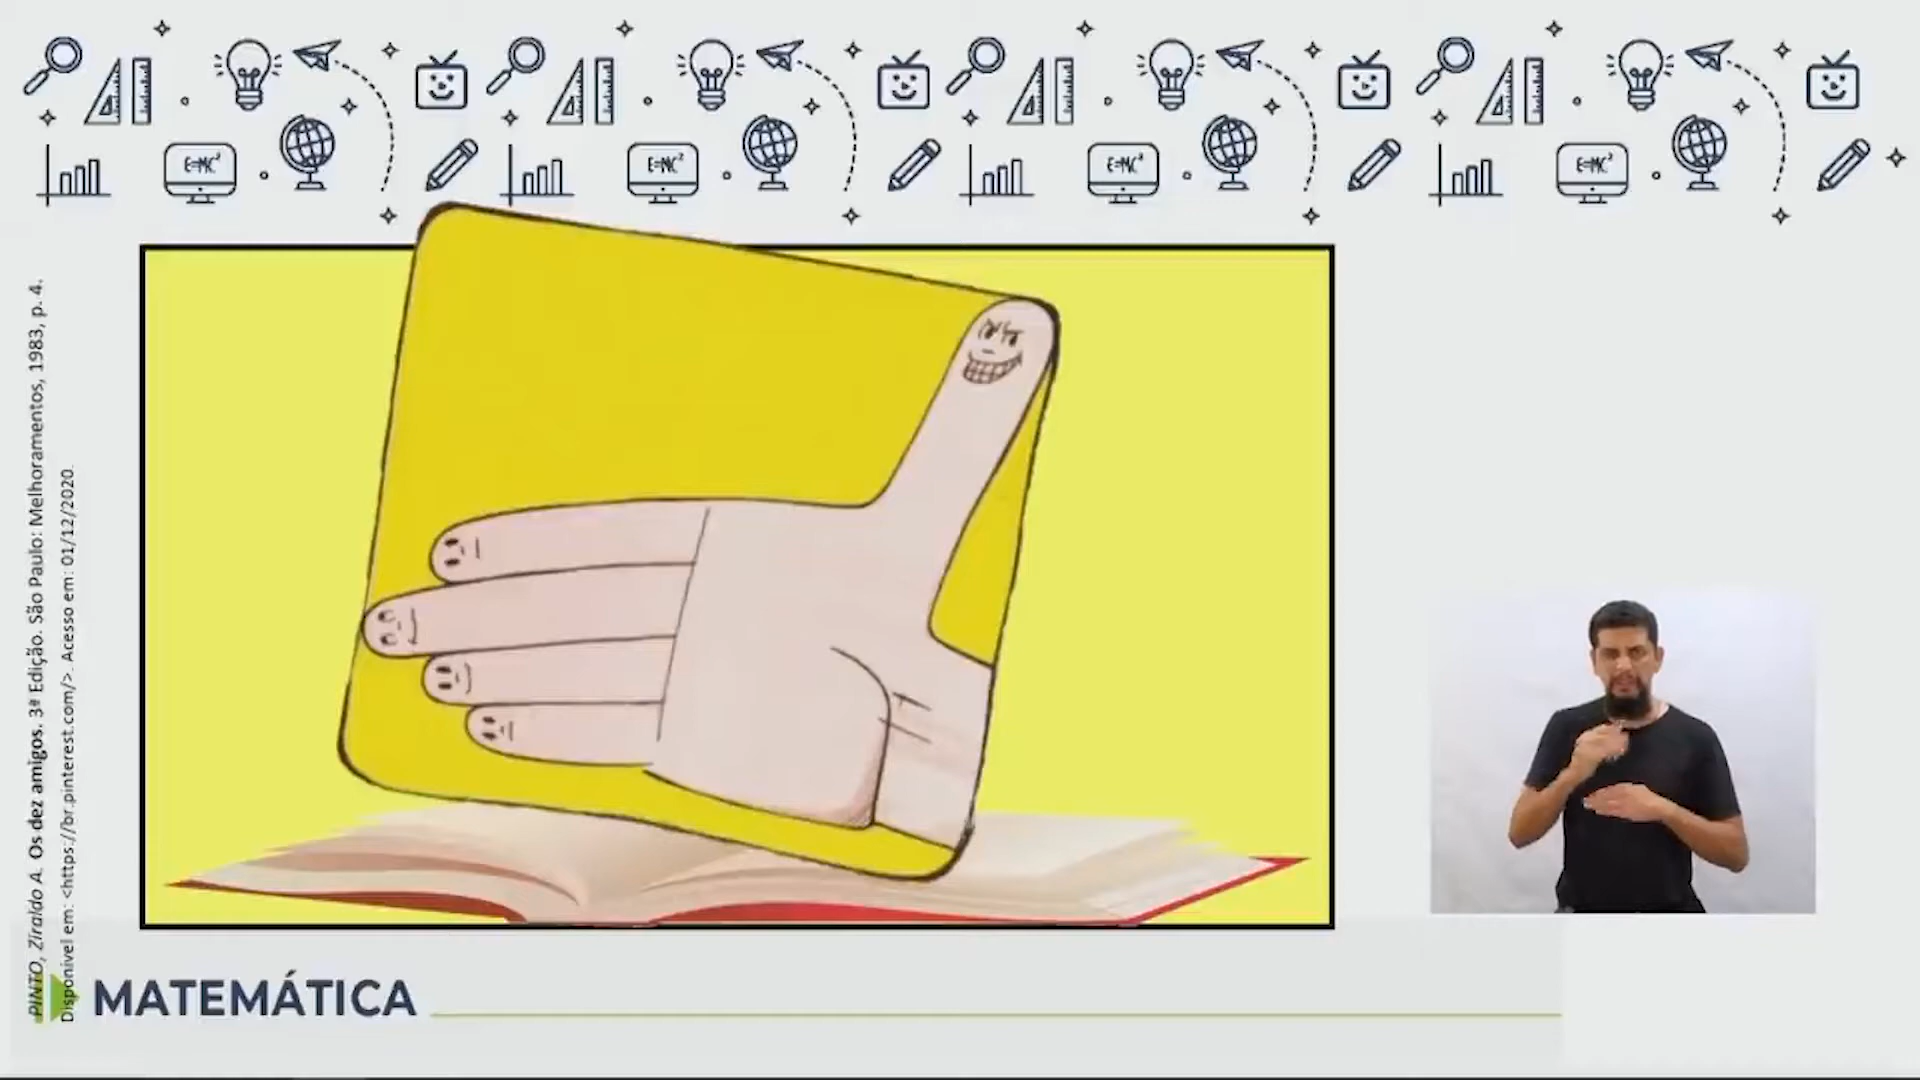 E=MC²
E=MC²
E=MC²
E=MC²
PINTO, Ziraldo A. Os dez amigos. 3ª Edição. São Paulo: Melhoramentos, 1983, p. 4.
Disponível em: <https://br.pinterest.com/>. Acesso em: 01/12/2020.
MATEMÁTICA